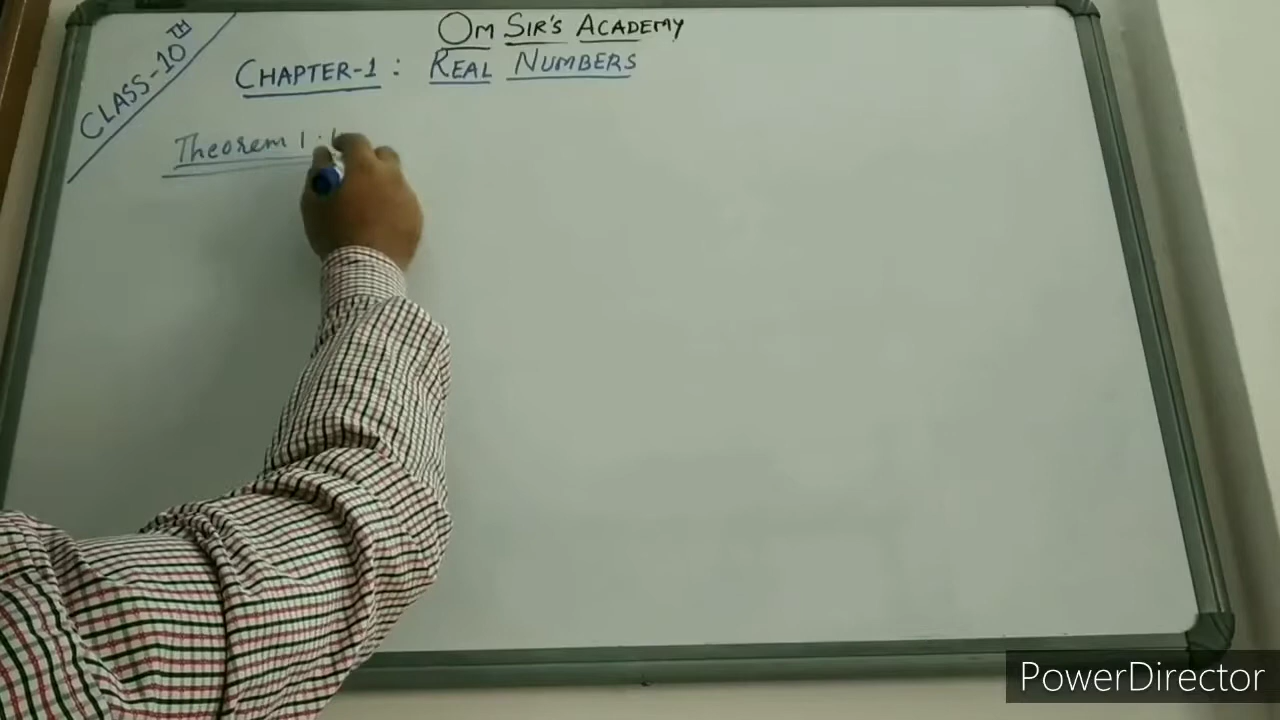 OM SIR'S ACADEMY
CLASS-10TH
CHAPTER-1 : REAL NUMBERS
Theorem 1.
PowerDirector